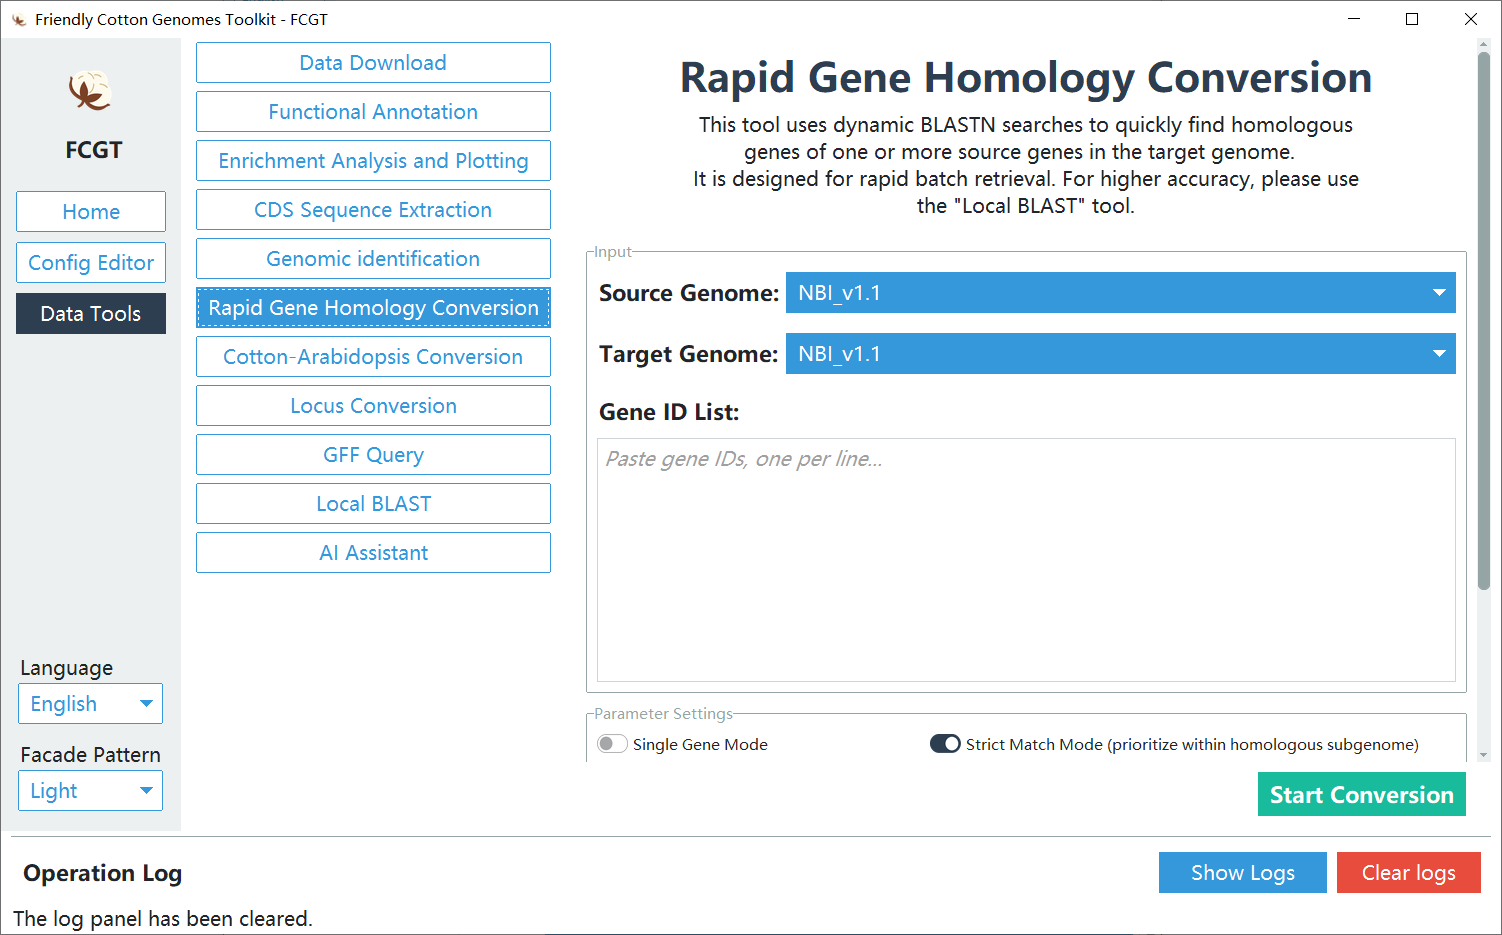 Friendly Cotton Genomes Toolkit - FCGT
FCGT
Home
Config Editor
Data Tools
Language
English
Facade Pattern
Light
Data Download
Functional Annotation
Enrichment Analysis and Plotting
CDS Sequence Extraction
Genomic identification
Rapid Gene Homology Conversion
Cotton-Arabidopsis Conversion
Locus Conversion
GFF Query
Local BLAST
AI Assistant
Rapid Gene Homology Conversion
This tool uses dynamic BLASTN searches to quickly find homologous
genes of one or more source genes in the target genome.
It is designed for rapid batch retrieval. For higher accuracy, please use
the "Local BLAST" tool.
Input
Source Genome: NBI_v1.1
Target Genome: NBI_v1.1
Gene ID List:
Paste gene IDs, one per line...
Parameter Settings
Single Gene Mode
Strict Match Mode (prioritize within homologous subgenome)
Start Conversion
Operation Log
Show Logs
Clear logs
The log panel has been cleared.